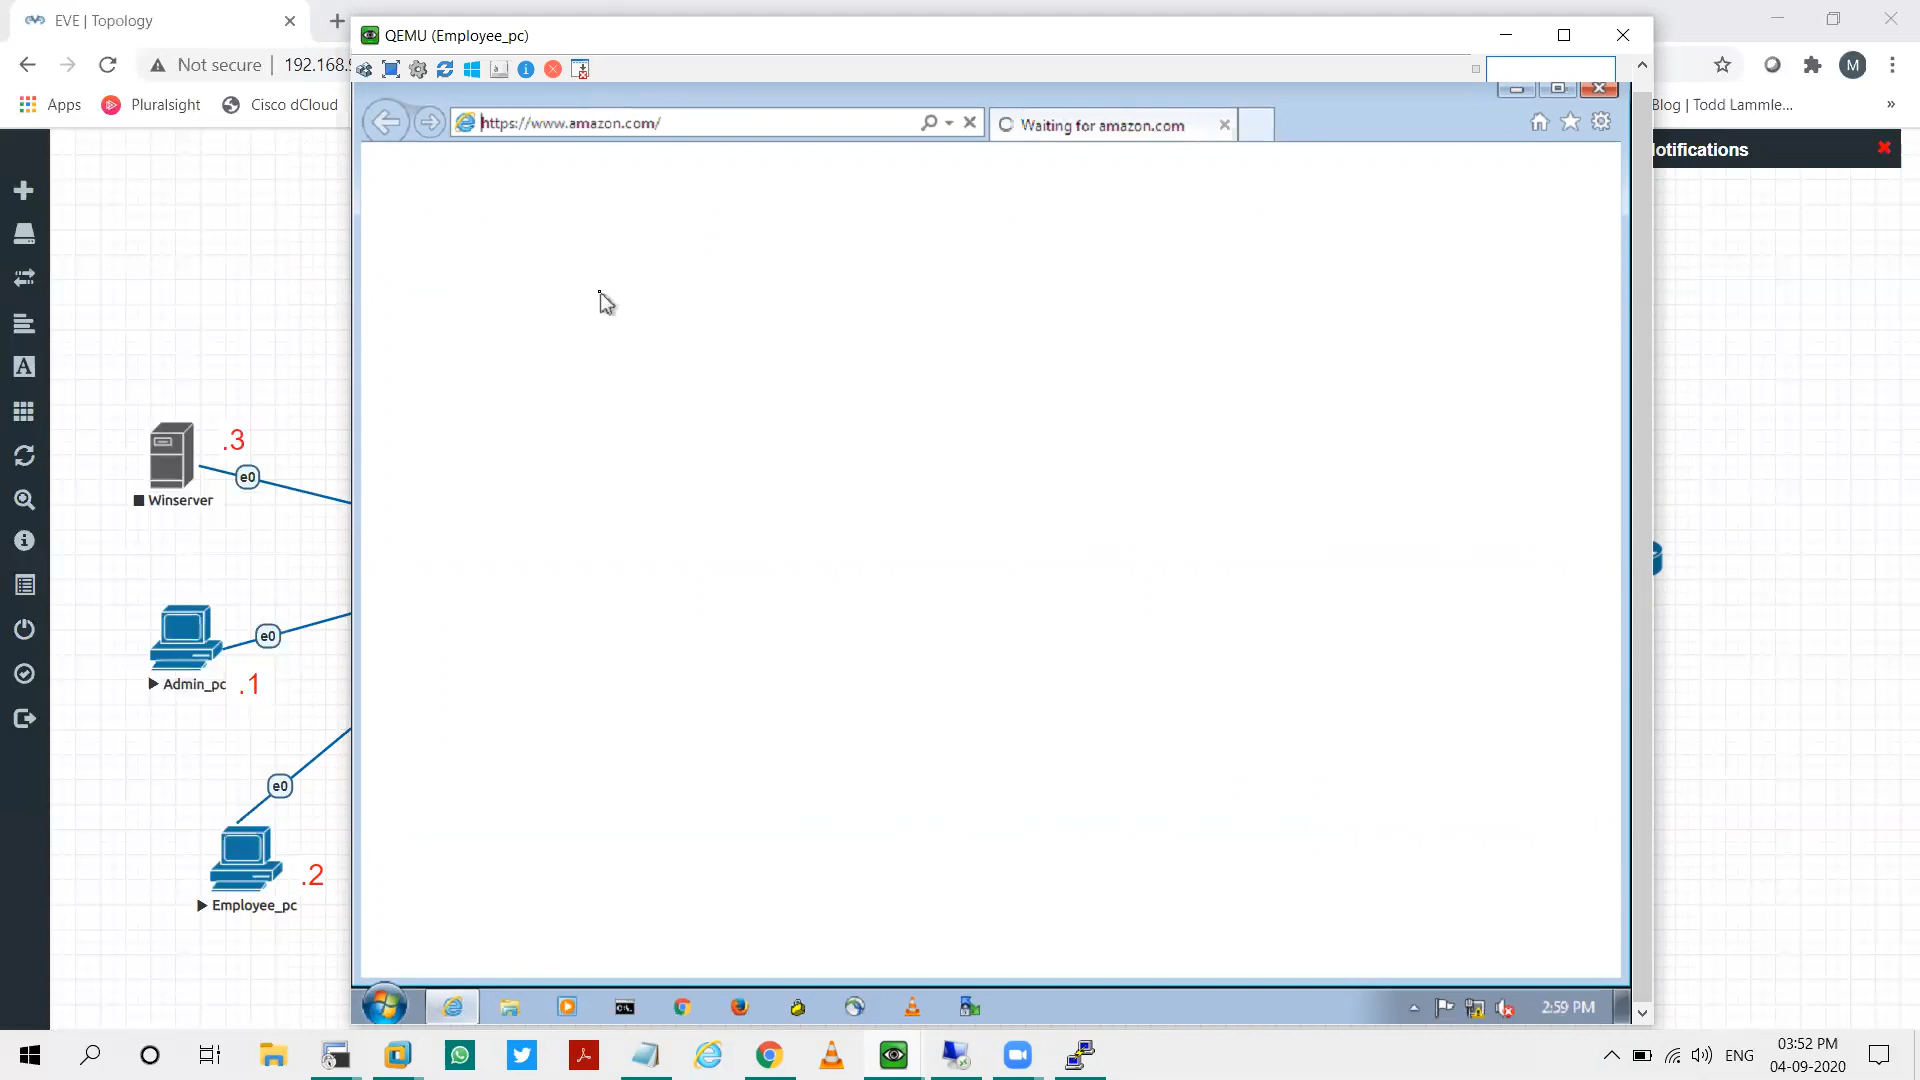 EVE | Topology
QEMU (Employee_pc)
Not secure
192.168.9
M
Apps
Pluralsight
Cisco dCloud
Blog | Todd Lammle...
»
https://www.amazon.com/
Waiting for amazon.com
otifications
A
.3
e0
Winserver
e0
Admin_pc
.1
e0
.2
Employee_pc
2:59 PM
ENG
03:52 PM
04-09-2020